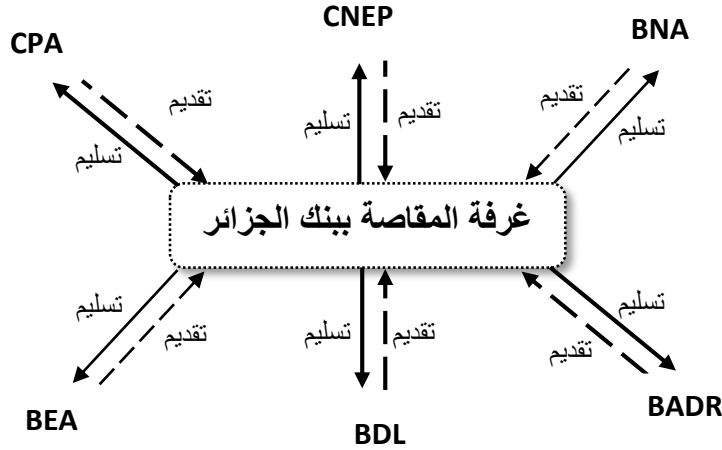 CNEP
CPA
BNA
تقديم
تقديم
تسليم
تقديم
تسليم
تسليم
غرفة المقاصة ببنك الجزائر
تسليم
تقديم
تسليم
تقديم
تسليم
تقديم
BEA
BDL
BADR